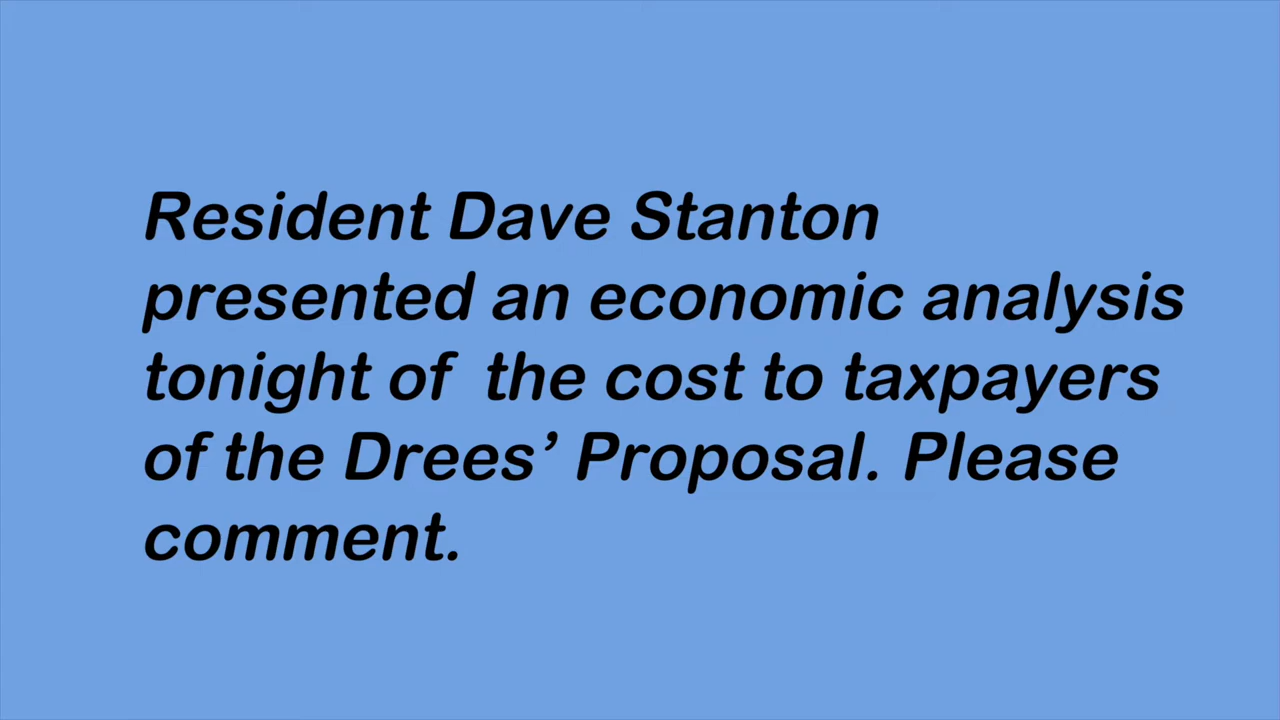 Resident Dave Stanton
presented an economic analysis
tonight of  the cost to taxpayers
of the Drees’ Proposal. Please
comment.